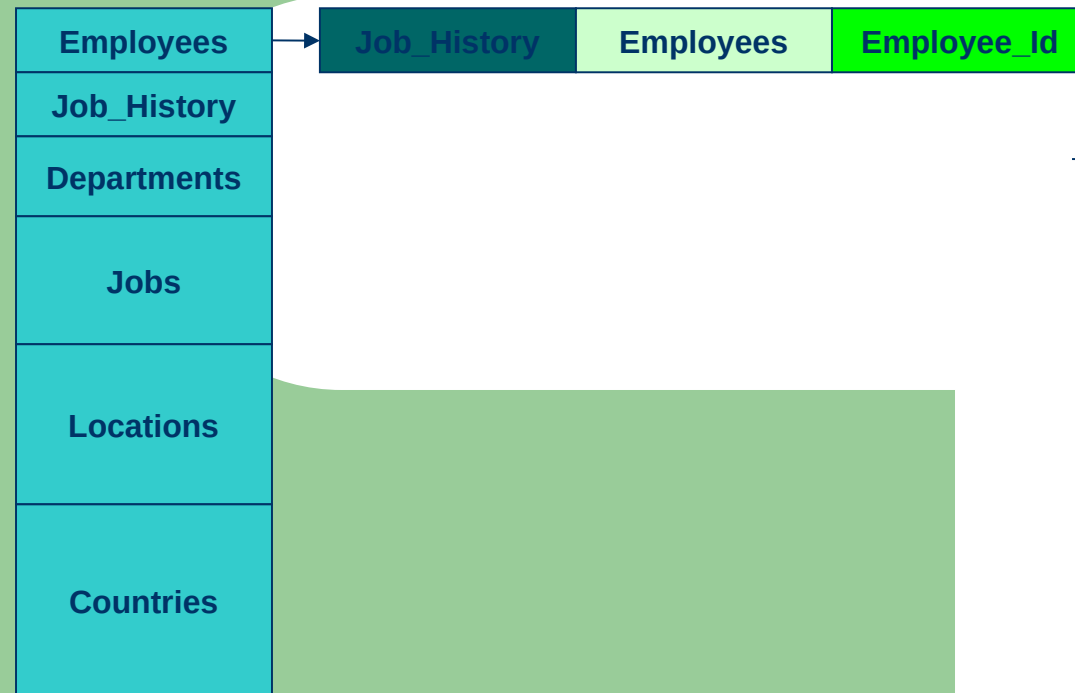 Employees Job_History Employees Employee_Id
Job_History
Departments
Jobs
Locations
Countries